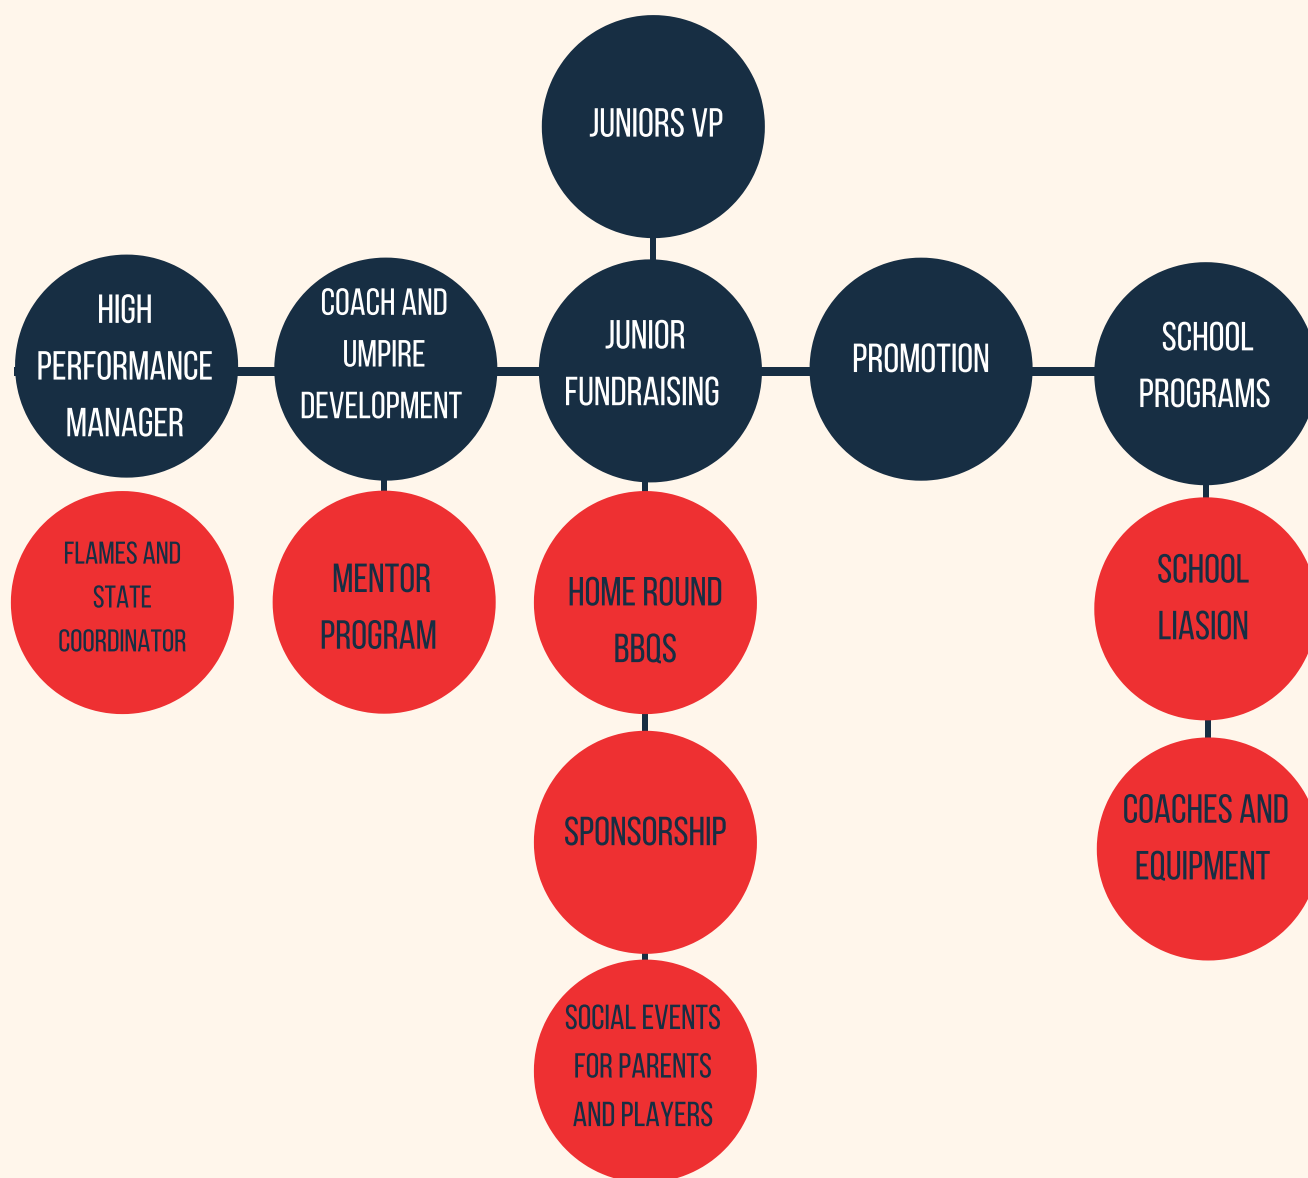 JUNIORS VP
HIGH
PERFORMANCE
MANAGER
COACH AND
UMPIRE
DEVELOPMENT
JUNIOR
FUNDRAISING
PROMOTION
SCHOOL
PROGRAMS
FLAMES AND
STATE
COORDINATOR
MENTOR
PROGRAM
HOME ROUND
BBQS
SCHOOL
LIASION
SPONSORSHIP
COACHES AND
EQUIPMENT
SOCIAL EVENTS
FOR PARENTS
AND PLAYERS